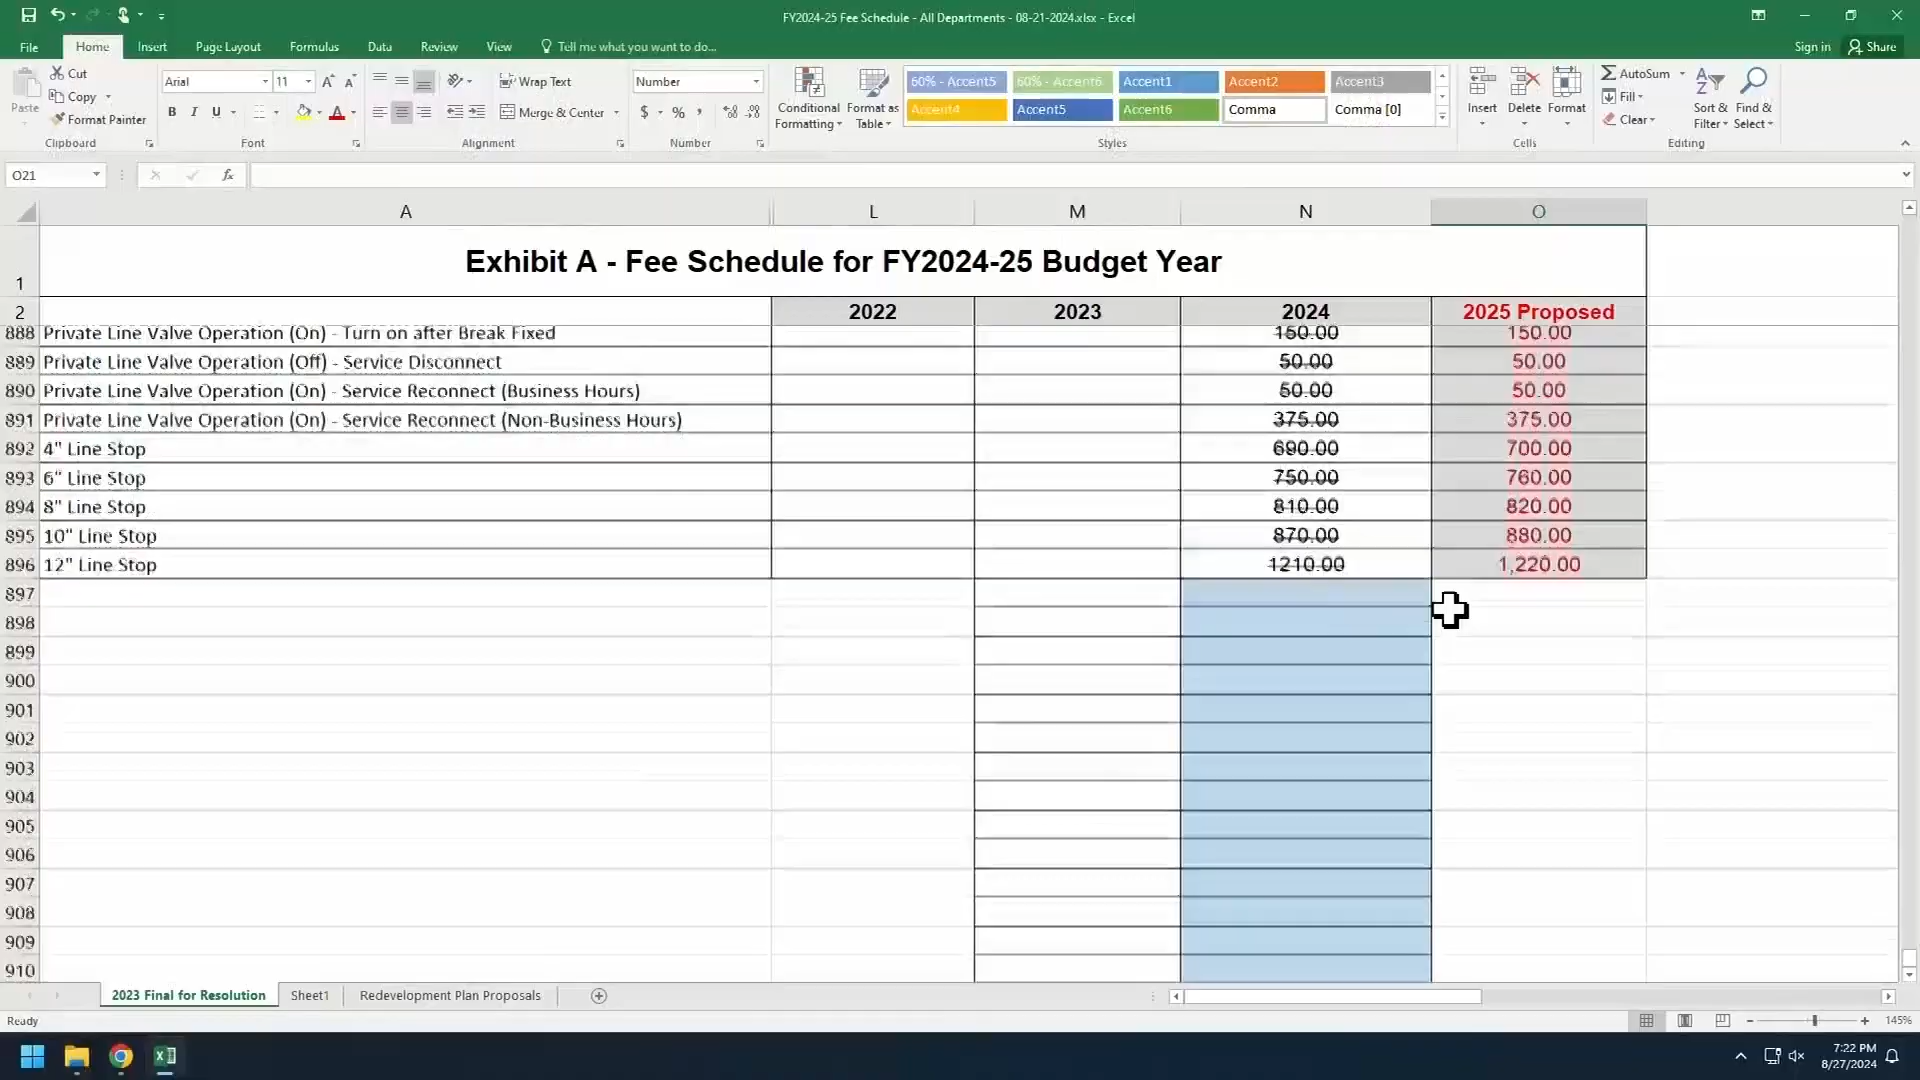 FY2024-25 Fee Schedule - All Departments - 08-21-2024.xlsx - Excel
File Home Insert Page Layout Formulas Data Review View Tell me what you want to do... Sign in Share
Cut
Copy
Format Painter
Paste
Clipboard
Arial 11
B I U
Font
Wrap Text
Merge & Center
Alignment
Number
$ % ,
Number
Conditional Formatting
Format as Table
60% - Accent5 60% - Accent6 Accent1 Accent2 Accent3
Accent4 Accent5 Accent6 Comma Comma [0]
Styles
Insert Delete Format
Cells
AutoSum
Fill
Clear
Sort & Filter
Find & Select
Editing
O21 fx
A L M N O
1 Exhibit A - Fee Schedule for FY2024-25 Budget Year
2 2022 2023 2024 2025 Proposed
888 Private Line Valve Operation (On) - Turn on after Break Fixed 150.00 150.00
889 Private Line Valve Operation (Off) - Service Disconnect 50.00 50.00
890 Private Line Valve Operation (On) - Service Reconnect (Business Hours) 50.00 50.00
891 Private Line Valve Operation (On) - Service Reconnect (Non-Business Hours) 375.00 375.00
892 4" Line Stop 690.00 700.00
893 6" Line Stop 750.00 760.00
894 8" Line Stop 810.00 820.00
895 10" Line Stop 870.00 880.00
896 12" Line Stop 1210.00 1,220.00
897
898
899
900
901
902
903
904
905
906
907
908
909
910
2023 Final for Resolution Sheet1 Redevelopment Plan Proposals
Ready 145%
7:22 PM
8/27/2024